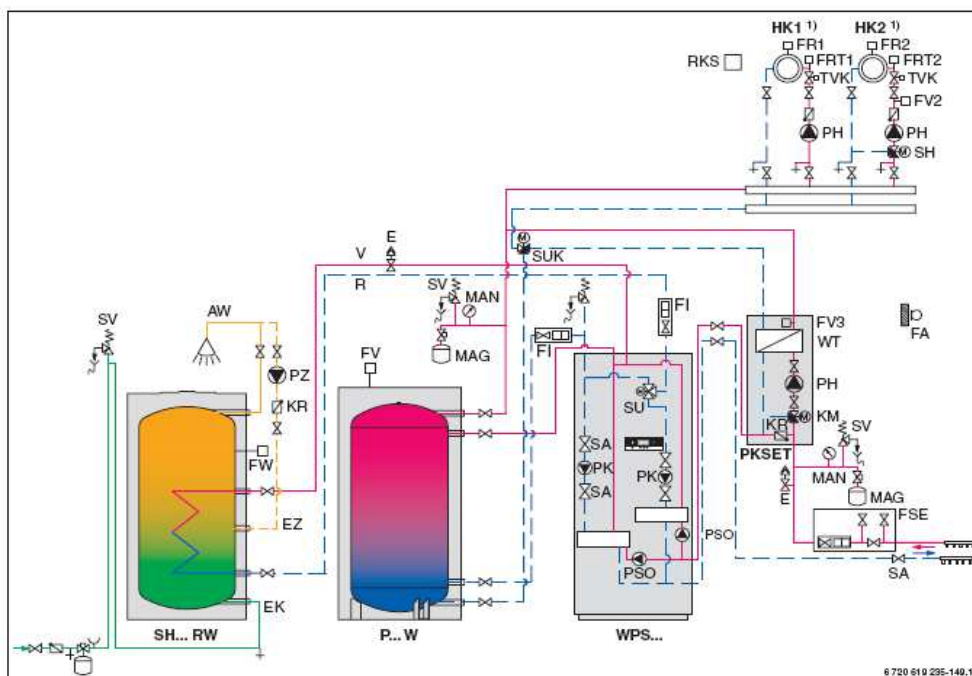 HK1 1) HK2 1)
FR1 FR2
RKS FRT1 FRT2
TVK TVK
FV2
PH PH
SH
E
V SUK
R
SV MAN FI
SV AW FV3
WT FA
FI
MAG
FV PZ PH
SU
KR KM
KR SV
SA
FW PK PK PKSET
MAN
SA E MAG
FSE
EZ PSO
PSO SA
EK
SH... RW P... W WPS...
6 720 619 235-149.1